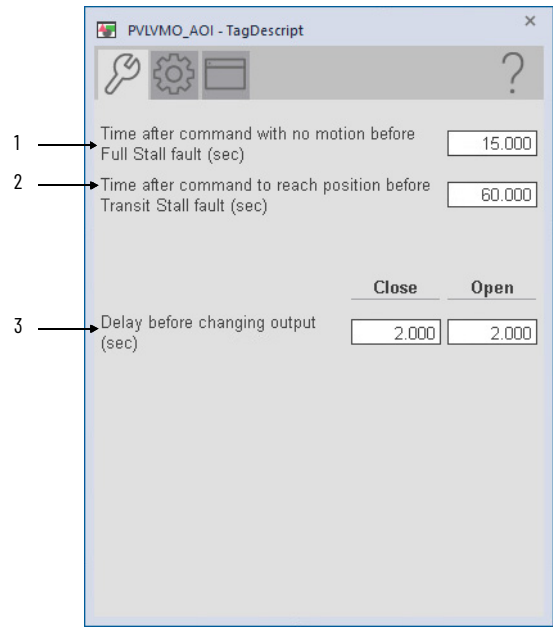 PVLVMO_AOI - TagDescript
×
?
1
Time after command with no motion before
Full Stall fault (sec)
15.000
2
Time after command to reach position before
Transit Stall fault (sec)
60.000
Close Open
3
Delay before changing output
(sec)
2.000 2.000